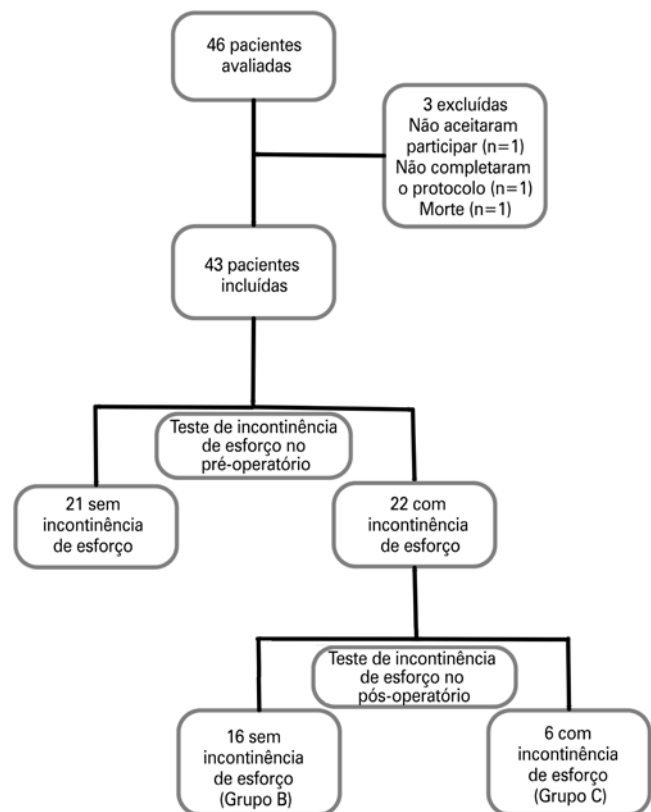 46 pacientes
avaliadas
3 excluídas
Não aceitaram
participar (n=1)
Não completaram
o protocolo (n=1)
Morte (n=1)
43 pacientes
incluídas
Teste de incontinência
de esforço no
pré-operatório
21 sem
incontinência
de esforço
22 com
incontinência
de esforço
Teste de incontinência
de esforço no
pós-operatório
16 sem
incontinência
de esforço
(Grupo B)
6 com
incontinência
de esforço
(Grupo C)